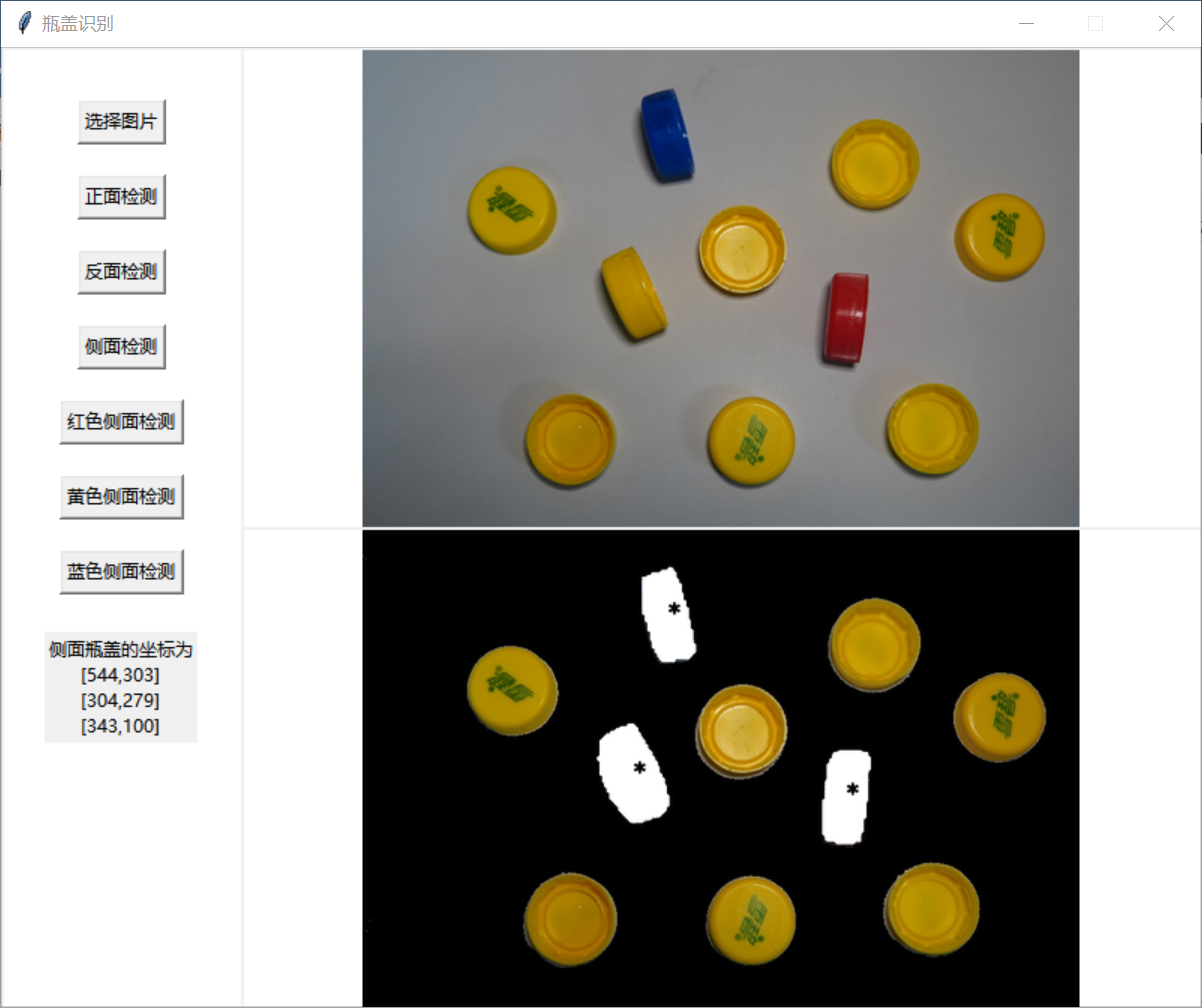 瓶盖识别
选择图片
正面检测
反面检测
侧面检测
红色侧面检测
黄色侧面检测
蓝色侧面检测
侧面瓶盖的坐标为
[544,303]
[304,279]
[343,100]